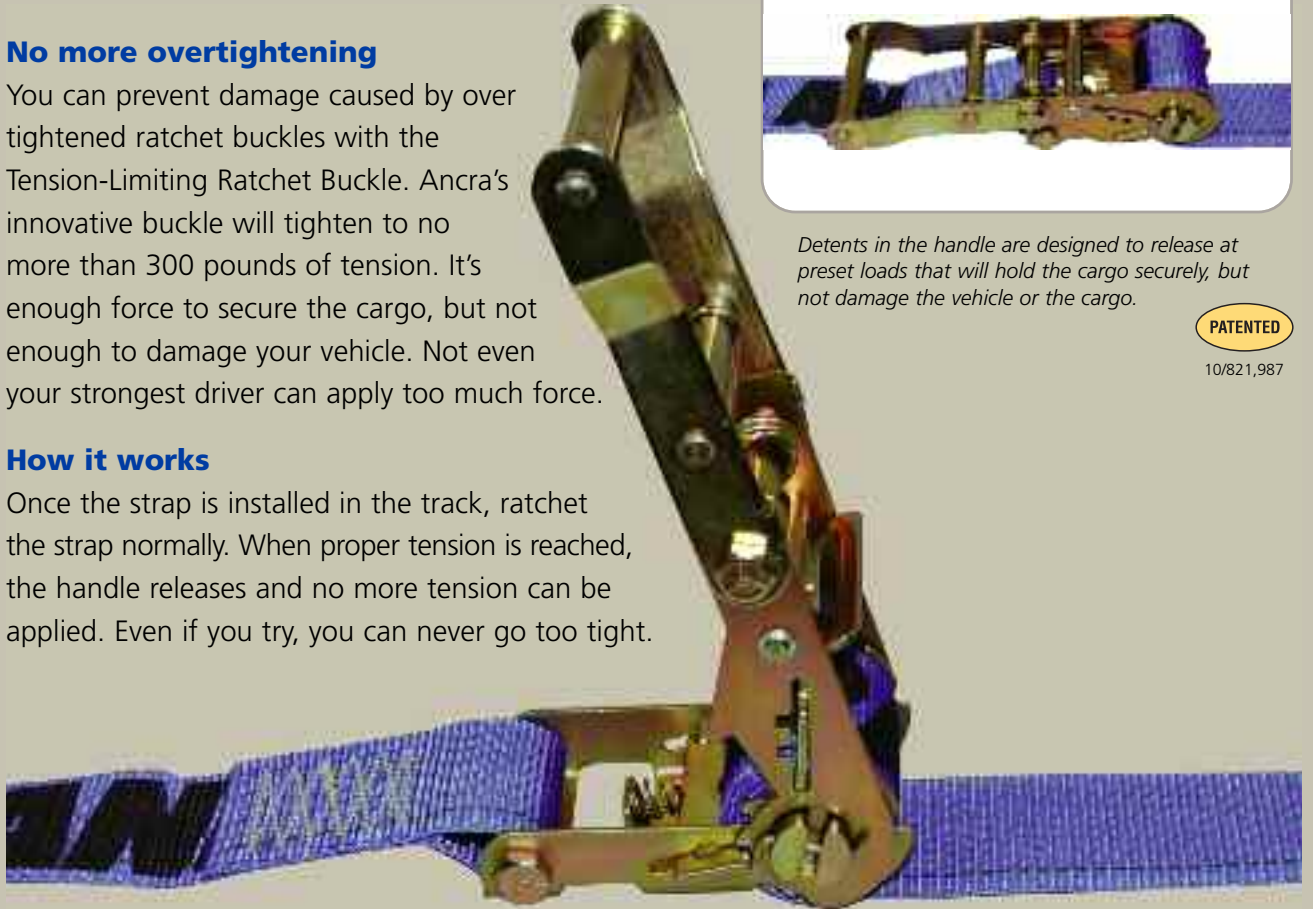 No more overtightening
You can prevent damage caused by over
tightened ratchet buckles with the
Tension-Limiting Ratchet Buckle. Ancra’s
innovative buckle will tighten to no
more than 300 pounds of tension. It’s
enough force to secure the cargo, but not
enough to damage your vehicle. Not even
your strongest driver can apply too much force.
How it works
Once the strap is installed in the track, ratchet
the strap normally. When proper tension is reached,
the handle releases and no more tension can be
applied. Even if you try, you can never go too tight.
Detents in the handle are designed to release at
preset loads that will hold the cargo securely, but
not damage the vehicle or the cargo.
PATENTED
10/821,987